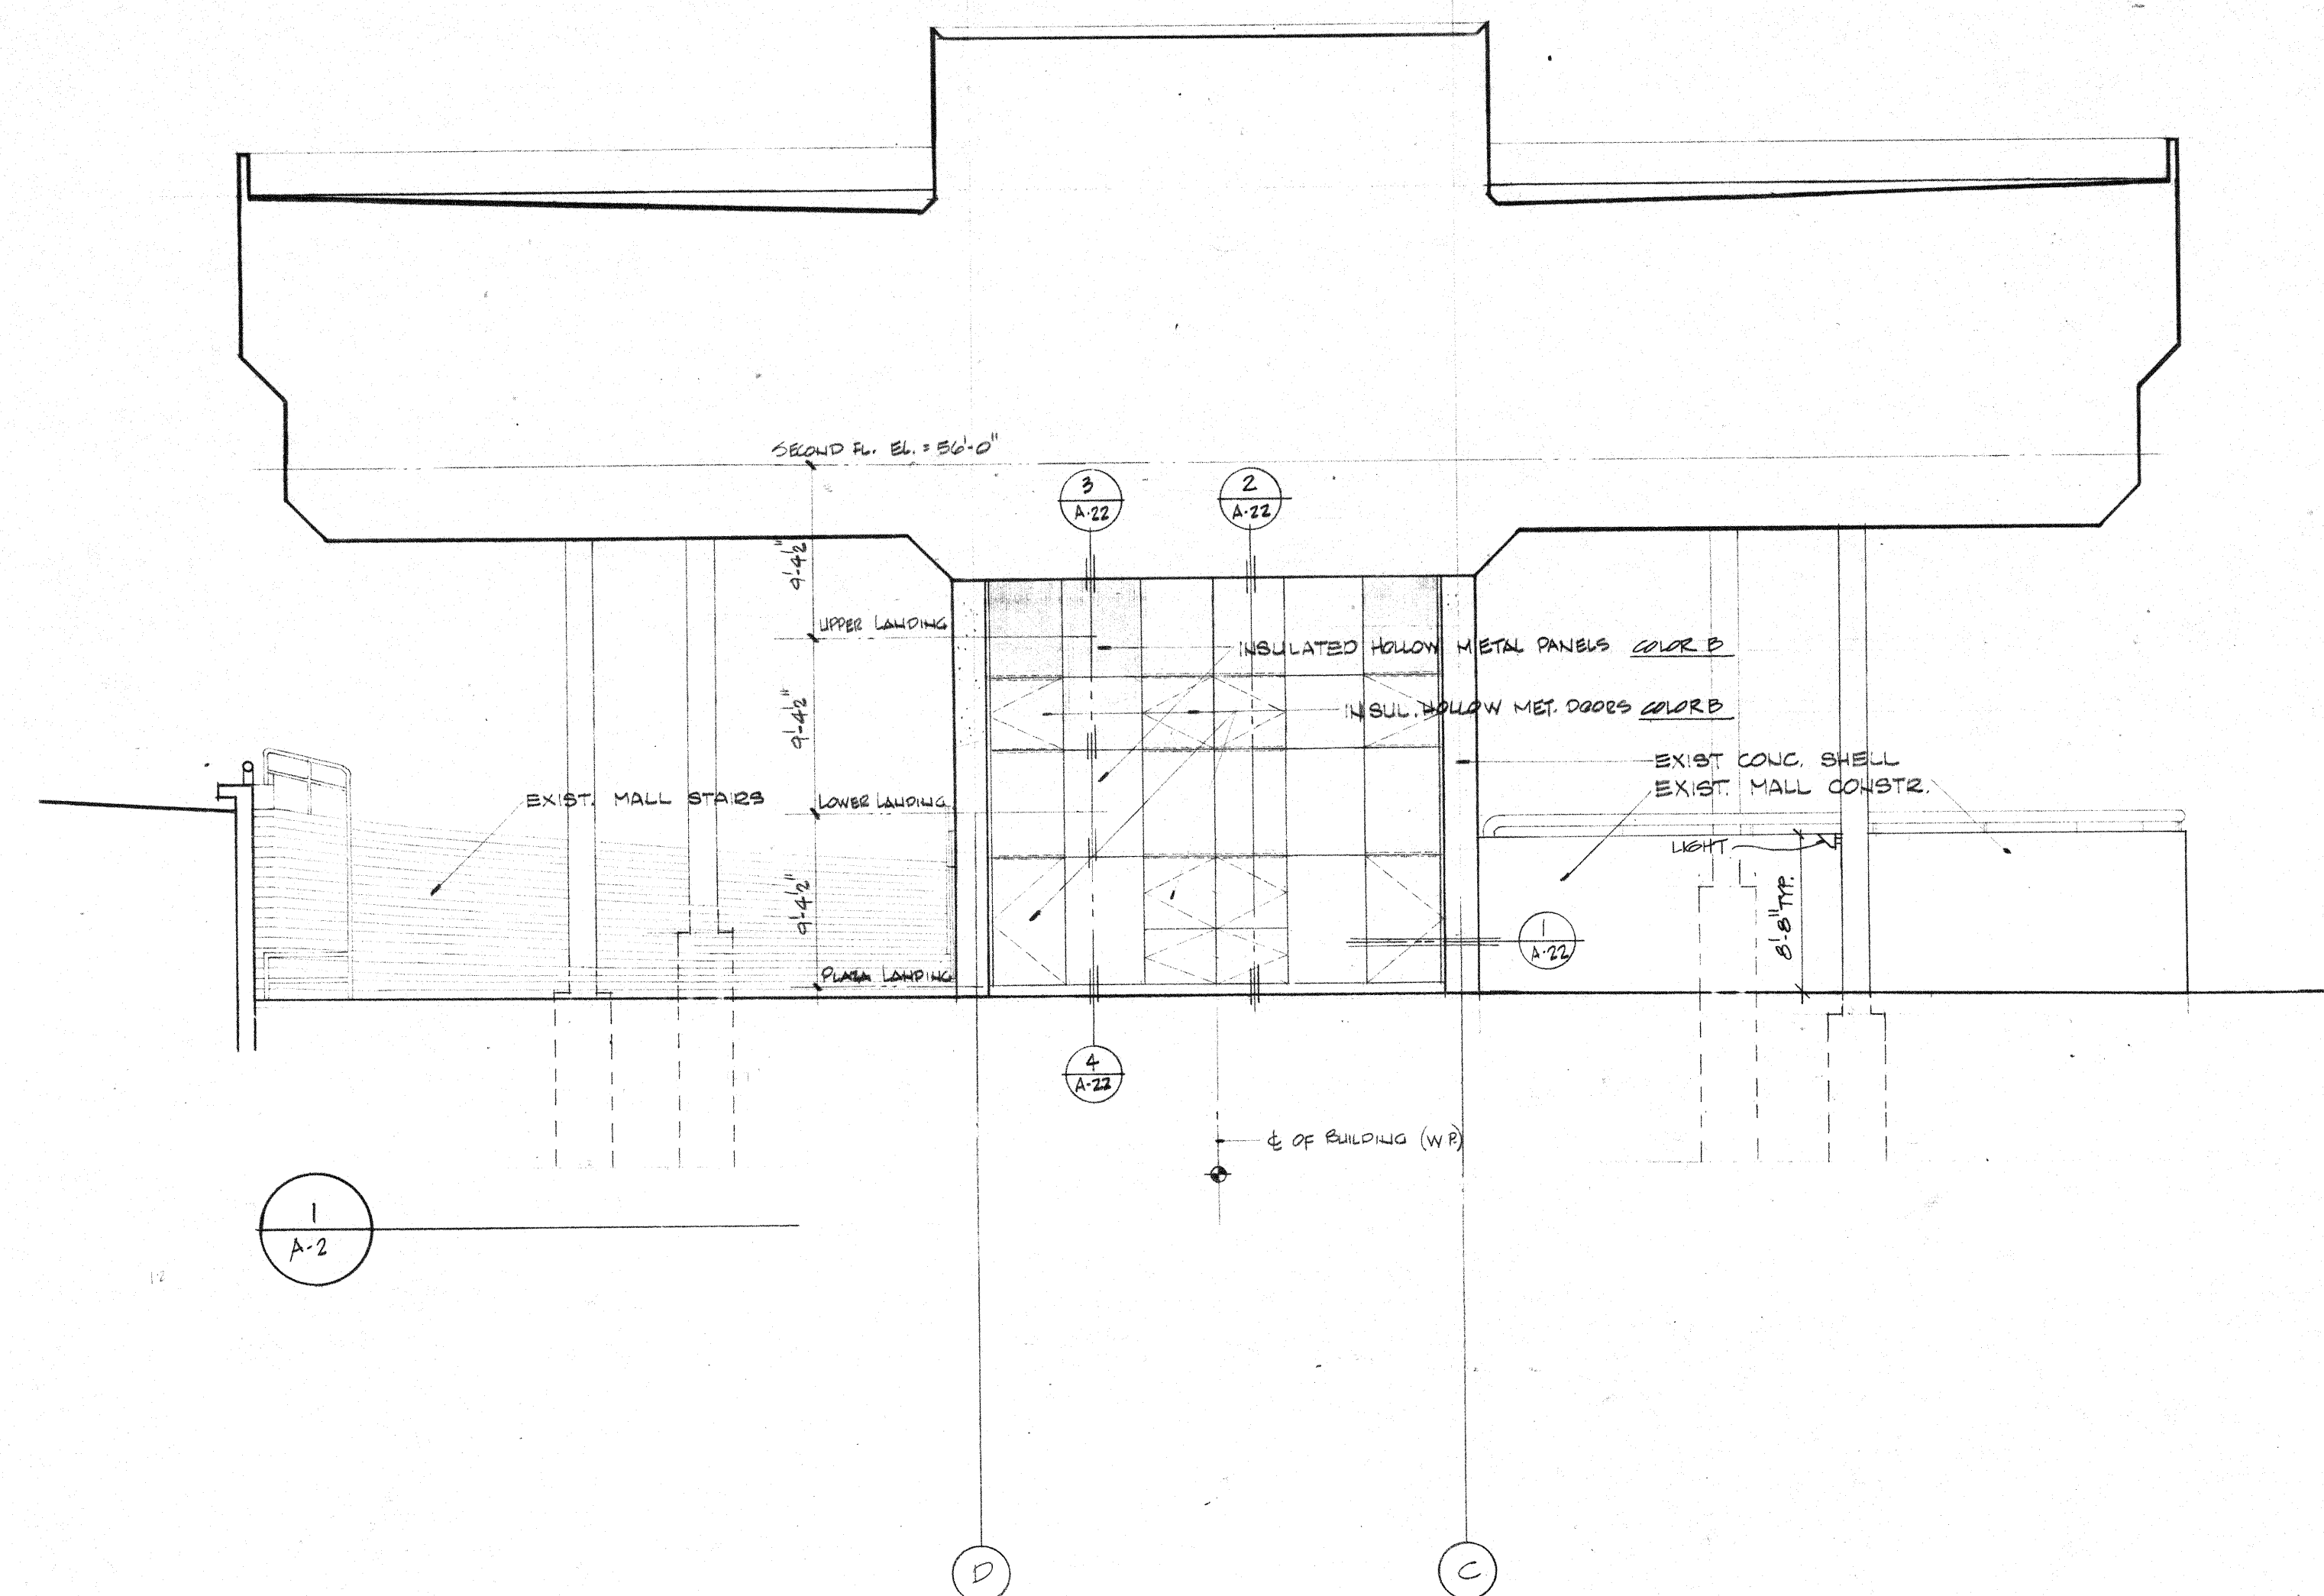 SECOND FL. EL. = 56'-0"
3
A-22
2
A-22
9'-4½"
UPPER LANDING
INSULATED HOLLOW METAL PANELS COLOR B
9'-4½"
INSUL. HOLLOW MET. DOORS COLOR B
EXIST CONC. SHELL
EXIST. MALL CONSTR.
EXIST. MALL STAIRS
LOWER LANDING
LIGHT
9'-4½"
8'-8" TYP.
1
A-22
PLAZA LANDING
4
A-22
℄ OF BUILDING (W.P.)
1
A-2
D
C